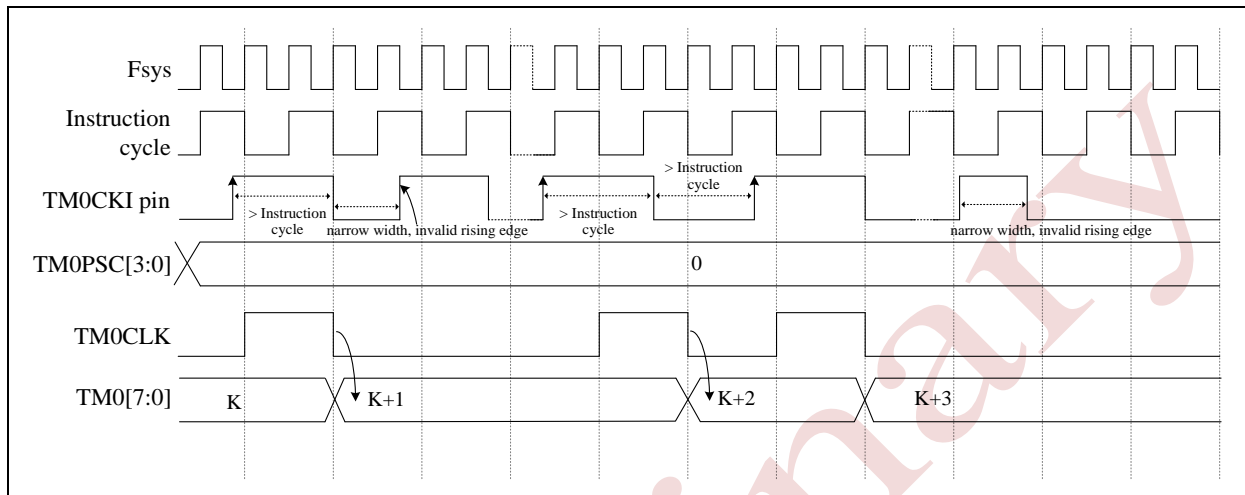 Fsys
Instruction
cycle
> Instruction
cycle
TM0CKI pin
> Instruction
cycle
narrow width, invalid rising edge
> Instruction
cycle
narrow width, invalid rising edge
TM0PSC[3:0]
0
TM0CLK
TM0[7:0]
K
K+1
K+2
K+3
inary